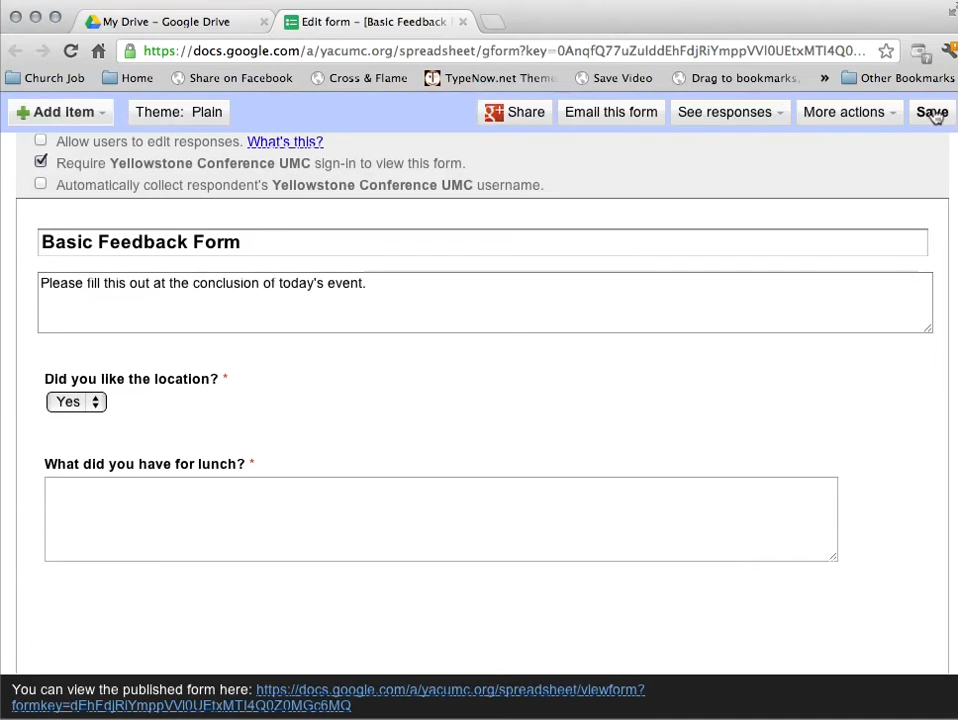 My Drive – Google Drive
Edit form – [Basic Feedback
https://docs.google.com/a/yacumc.org/spreadsheet/gform?key=0AnqfQ77uZulddEhFdjRiYmppVVl0UEtxMTI4Q0...
Church Job
Home
Share on Facebook
Cross & Flame
TypeNow.net Theme
Save Video
Drag to bookmarks,
»
Other Bookmarks
Add item
Theme: Plain
Share
Email this form
See responses
More actions
Save
Allow users to edit responses. What's this?
Require Yellowstone Conference UMC sign-in to view this form.
Automatically collect respondent's Yellowstone Conference UMC username.
Basic Feedback Form
Please fill this out at the conclusion of today's event.
Did you like the location? *
Yes
What did you have for lunch? *
You can view the published form here: https://docs.google.com/a/yacumc.org/spreadsheet/viewform?
formkey=dEhFdjRiYmppVVl0UEtxMTI4Q0Z0MGc6MQ